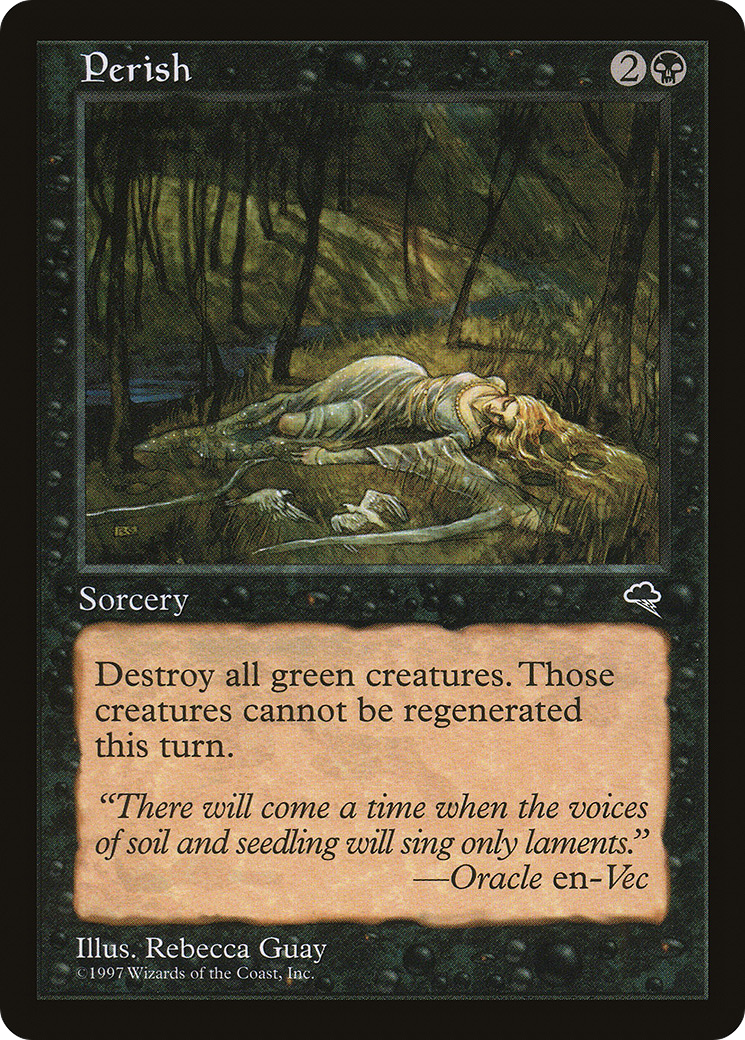 Perish
2
Sorcery
Destroy all green creatures. Those
creatures cannot be regenerated
this turn.
“There will come a time when the voices
of soil and seedling will sing only laments.”
—Oracle en-Vec
Illus. Rebecca Guay
©1997 Wizards of the Coast, Inc.